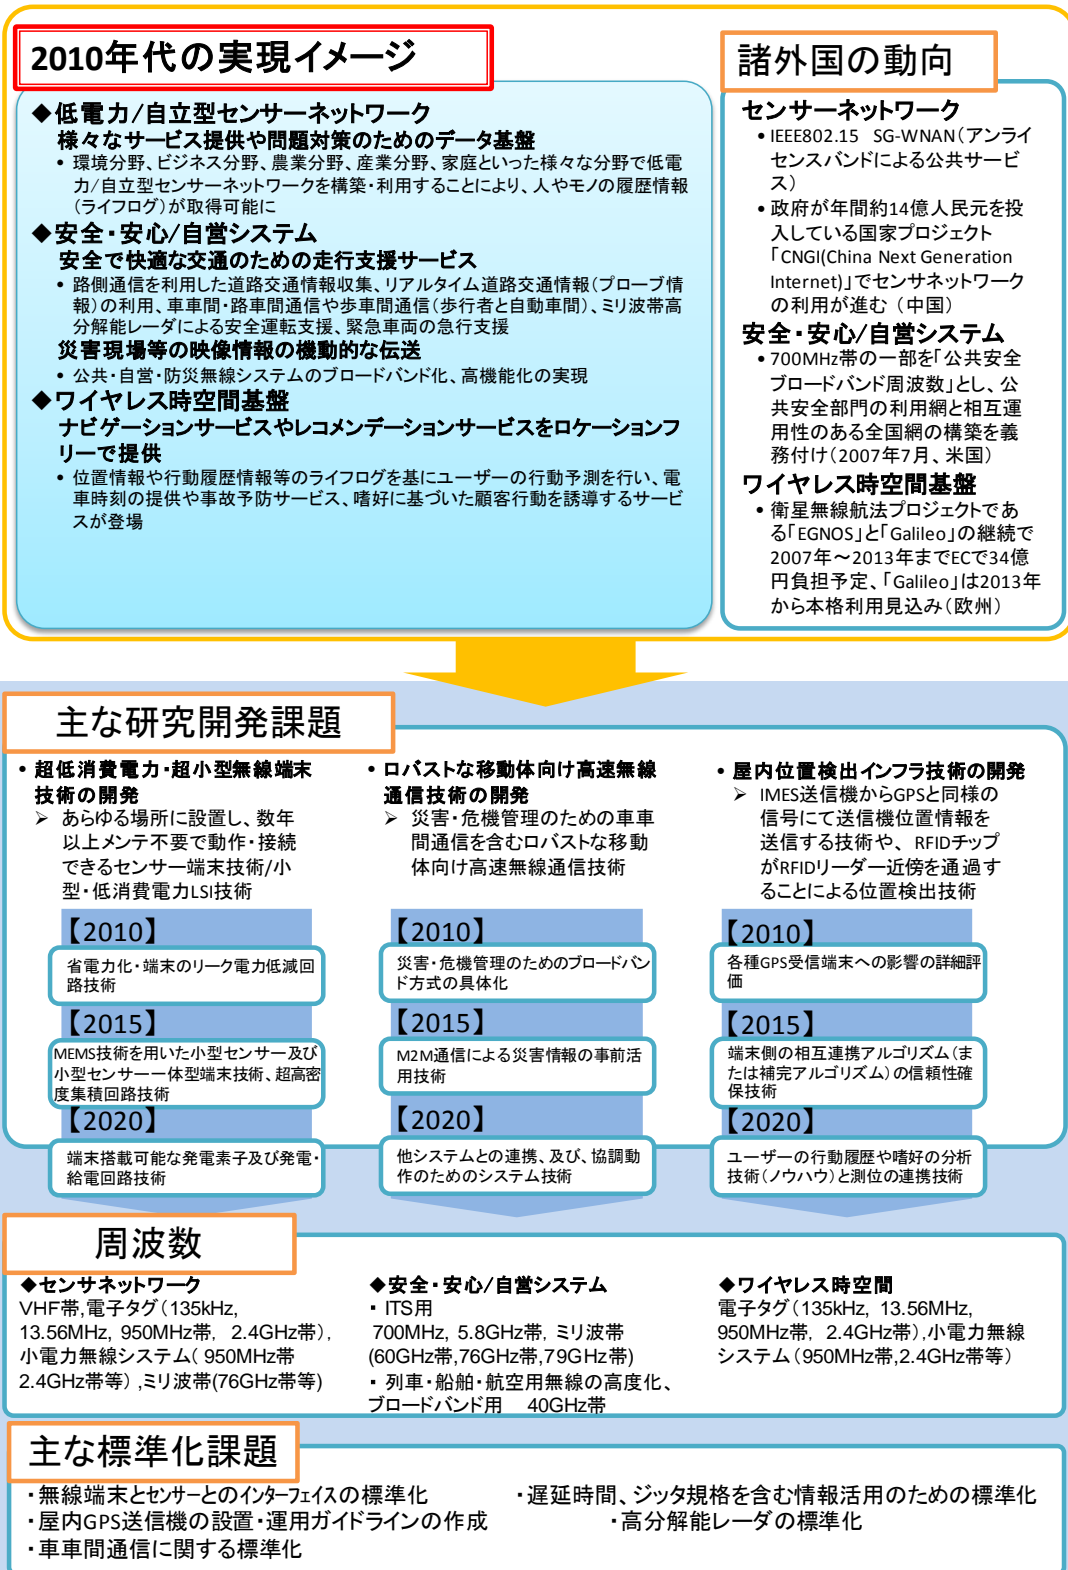 2010年代の実現イメージ
◆低電力/自立型センサーネットワーク
様々なサービス提供や問題対策のためのデータ基盤
• 環境分野、ビジネス分野、農業分野、産業分野、家庭といった様々な分野で低電
力/自立型センサーネットワークを構築・利用することにより、人やモノの履歴情報
（ライフログ）が取得可能に
◆安全・安心/自営システム
安全で快適な交通のための走行支援サービス
• 路側通信を利用した道路交通情報収集、リアルタイム道路交通情報（プローブ情
報）の利用、車車間・路車間通信や歩車間通信（歩行者と自動車間）、ミリ波帯高
分解能レーダによる安全運転支援、緊急車両の急行支援
災害現場等の映像情報の機動的な伝送
• 公共・自営・防災無線システムのブロードバンド化、高機能化の実現
◆ワイヤレス時空間基盤
ナビゲーションサービスやレコメンデーションサービスをロケーションフ
リーで提供
• 位置情報や行動履歴情報等のライフログを基にユーザーの行動予測を行い、電
車時刻の提供や事故予防サービス、嗜好に基づいた顧客行動を誘導するサービ
スが登場
諸外国の動向
センサーネットワーク
• IEEE802.15 SG-WNAN（アンライ
センスバンドによる公共サービ
ス）
• 政府が年間約14億人民元を投
入している国家プロジェクト
「CNGI(China Next Generation
Internet)」でセンサネットワーク
の利用が進む （中国）
安全・安心/自営システム
• 700MHz帯の一部を「公共安全
ブロードバンド周波数」とし、公
共安全部門の利用網と相互運
用性のある全国網の構築を義
務付け（2007年7月、米国）
ワイヤレス時空間基盤
• 衛星無線航法プロジェクトであ
る「EGNOS」と「Galileo」の継続で
2007年～2013年までECで34億
円負担予定、「Galileo」は2013年
から本格利用見込み（欧州）
主な研究開発課題
• 超低消費電力・超小型無線端末
技術の開発
➢ あらゆる場所に設置し、数年
以上メンテ不要で動作・接続
できるセンサー端末技術/小
型・低消費電力LSI技術
【2010】
省電力化・端末のリーク電力低減回
路技術
【2015】
MEMS技術を用いた小型センサー及び
小型センサー一体型端末技術、超高密
度集積回路技術
【2020】
端末搭載可能な発電素子及び発電・
給電回路技術
• ロバストな移動体向け高速無線
通信技術の開発
➢ 災害・危機管理のための車車
間通信を含むロバストな移動
体向け高速無線通信技術
【2010】
災害・危機管理のためのブロードバン
ド方式の具体化
【2015】
M2M通信による災害情報の事前活
用技術
【2020】
他システムとの連携、及び、協調動
作のためのシステム技術
• 屋内位置検出インフラ技術の開発
➢ IMES送信機からGPSと同様の
信号にて送信機位置情報を
送信する技術や、RFIDチップ
がRFIDリーダー近傍を通過す
ることによる位置検出技術
【2010】
各種GPS受信端末への影響の詳細評
価
【2015】
端末側の相互連携アルゴリズム（ま
たは補完アルゴリズム）の信頼性確
保技術
【2020】
ユーザーの行動履歴や嗜好の分析
技術（ノウハウ）と測位の連携技術
周波数
◆センサネットワーク
VHF帯,電子タグ（135kHz,
13.56MHz, 950MHz帯, 2.4GHz帯）,
小電力無線システム（ 950MHz帯
2.4GHz帯等）,ミリ波帯(76GHz帯等)
◆安全・安心/自営システム
・ ITS用
700MHz, 5.8GHz帯, ミリ波帯
(60GHz帯,76GHz帯,79GHz帯)
・ 列車・船舶・航空用無線の高度化、
ブロードバンド用 40GHz帯
◆ワイヤレス時空間
電子タグ（135kHz, 13.56MHz,
950MHz帯, 2.4GHz帯）,小電力無線
システム（950MHz帯,2.4GHz帯等）
主な標準化課題
・無線端末とセンサーとのインターフェイスの標準化
・屋内GPS送信機の設置・運用ガイドラインの作成
・車車間通信に関する標準化
・遅延時間、ジッタ規格を含む情報活用のための標準化
・高分解能レーダの標準化